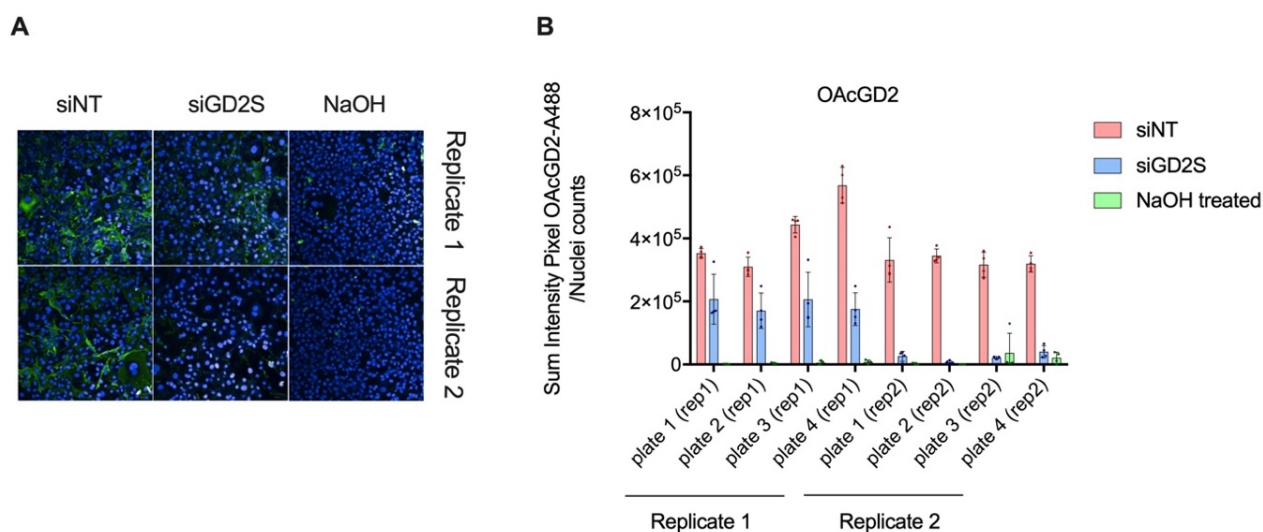 A
siNT siGD2S NaOH
Replicate 1
Replicate 2
B
OAcGD2
Sum Intensity Pixel OAcGD2-A488
/Nuclei counts
8×10⁵
6×10⁵
4×10⁵
2×10⁵
0
plate 1 (rep1)
plate 2 (rep1)
plate 3 (rep1)
plate 4 (rep1)
plate 1 (rep2)
plate 2 (rep2)
plate 3 (rep2)
plate 4 (rep2)
Replicate 1 Replicate 2
siNT
siGD2S
NaOH treated